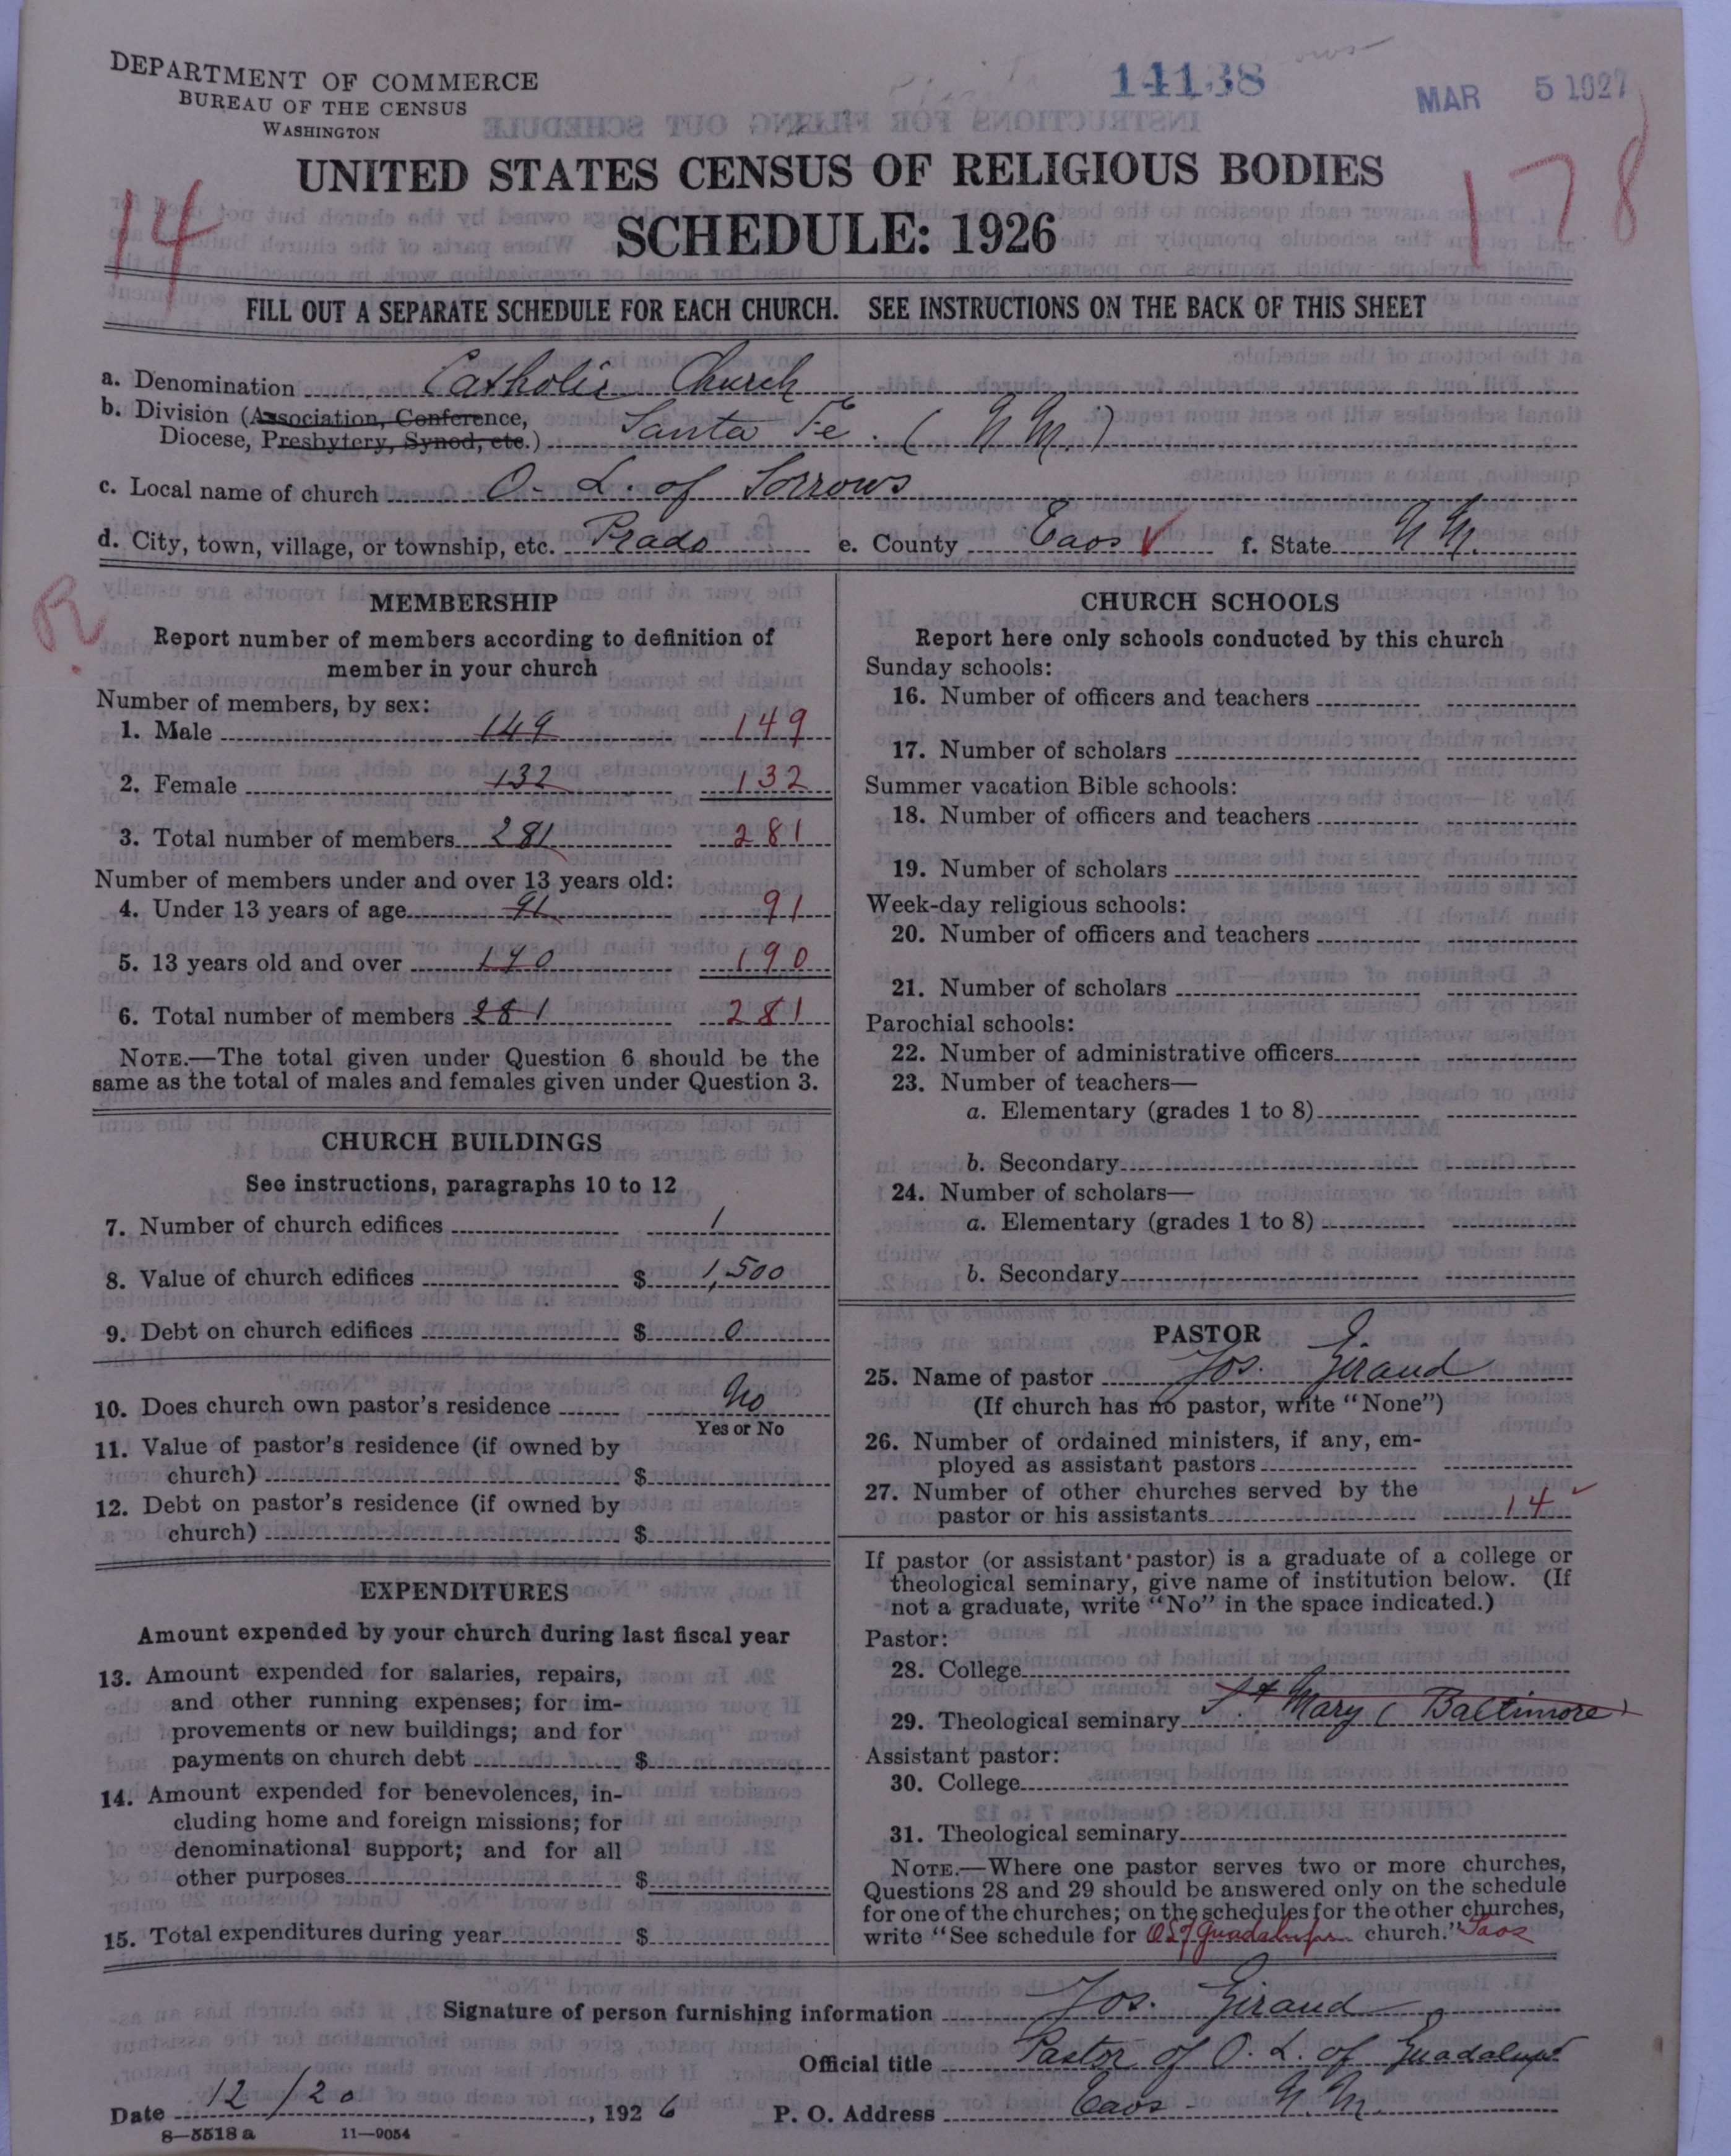 DEPARTMENT OF COMMERCE
BUREAU OF THE CENSUS
WASHINGTON
14138
MAR 5 1927
UNITED STATES CENSUS OF RELIGIOUS BODIES
SCHEDULE: 1926
14
178
FILL OUT A SEPARATE SCHEDULE FOR EACH CHURCH. SEE INSTRUCTIONS ON THE BACK OF THIS SHEET
a. Denomination Catholic Church
b. Division (Association, Conference,
Diocese, Presbytery, Synod, etc.) Santa Fe. (N. M.)
c. Local name of church O. L. of Sorrows
d. City, town, village, or township, etc. Prado e. County Taos f. State N. M.
R
MEMBERSHIP
Report number of members according to definition of
member in your church
Number of members, by sex:
1. Male 149 149
2. Female 132 132
3. Total number of members 281 281
Number of members under and over 13 years old:
4. Under 13 years of age 91 91
5. 13 years old and over 190 190
6. Total number of members 281 281
NOTE.—The total given under Question 6 should be the
same as the total of males and females given under Question 3.
CHURCH BUILDINGS
See instructions, paragraphs 10 to 12
7. Number of church edifices 1
8. Value of church edifices $ 1,500
9. Debt on church edifices $ 0
10. Does church own pastor's residence No
Yes or No
11. Value of pastor's residence (if owned by
church) $
12. Debt on pastor's residence (if owned by
church) $
EXPENDITURES
Amount expended by your church during last fiscal year
13. Amount expended for salaries, repairs,
and other running expenses; for im-
provements or new buildings; and for
payments on church debt $
14. Amount expended for benevolences, in-
cluding home and foreign missions; for
denominational support; and for all
other purposes $
15. Total expenditures during year $
CHURCH SCHOOLS
Report here only schools conducted by this church
Sunday schools:
16. Number of officers and teachers
17. Number of scholars
Summer vacation Bible schools:
18. Number of officers and teachers
19. Number of scholars
Week-day religious schools:
20. Number of officers and teachers
21. Number of scholars
Parochial schools:
22. Number of administrative officers
23. Number of teachers—
a. Elementary (grades 1 to 8)
b. Secondary
24. Number of scholars—
a. Elementary (grades 1 to 8)
b. Secondary
PASTOR
25. Name of pastor Jos. Giraud
(If church has no pastor, write "None")
26. Number of ordained ministers, if any, em-
ployed as assistant pastors
27. Number of other churches served by the
pastor or his assistants 14
If pastor (or assistant pastor) is a graduate of a college or
theological seminary, give name of institution below. (If
not a graduate, write "No" in the space indicated.)
Pastor:
28. College
29. Theological seminary St Mary (Baltimore)
Assistant pastor:
30. College
31. Theological seminary
NOTE.—Where one pastor serves two or more churches,
Questions 28 and 29 should be answered only on the schedule
for one of the churches; on the schedules for the other churches,
write "See schedule for Guadalupe church." Taos
Signature of person furnishing information Jos. Giraud
Official title Pastor of O. L. of Guadalupe
Date 12/20, 1926 P. O. Address Taos - N. M.
8—5518 a 11—9054